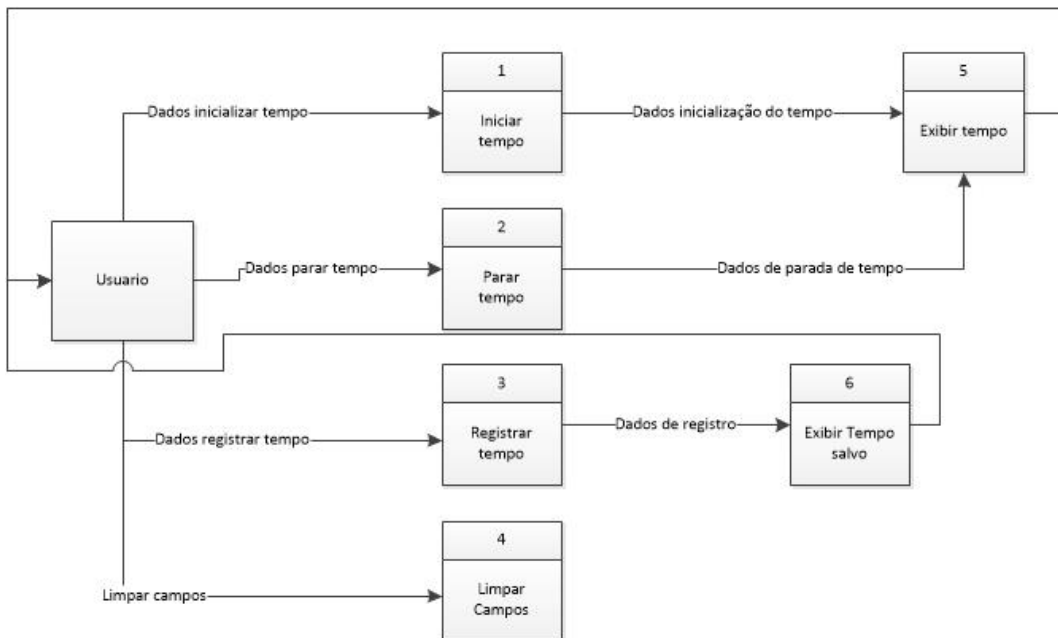 1
5
Dados inicializar tempo
Iniciar
tempo
Dados inicialização do tempo
Exibir tempo
2
Usuario
Dados parar tempo
Parar
tempo
Dados de parada de tempo
3
6
Dados registrar tempo
Registrar
tempo
Dados de registro
Exibir Tempo
salvo
4
Limpar campos
Limpar
Campos